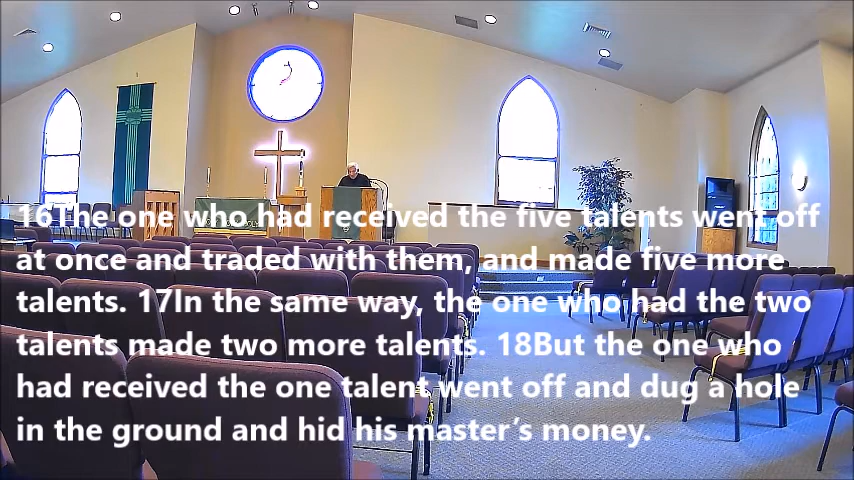 16The one who had received the five talents went off
at once and traded with them, and made five more
talents. 17In the same way, the one who had the two
talents made two more talents. 18But the one who
had received the one talent went off and dug a hole
in the ground and hid his master’s money.